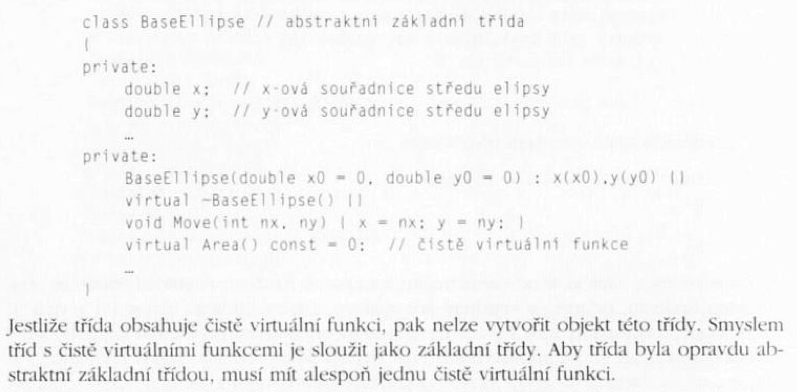 class BaseEllipse // abstraktní základní třída
{
private:
double x; // x-ová souřadnice středu elipsy
double y; // y-ová souřadnice středu elipsy
…
private:
BaseEllipse(double x0 = 0, double y0 = 0) : x(x0),y(y0) {}
virtual ~BaseEllipse() {}
void Move(int nx, ny) { x = nx; y = ny; }
virtual Area() const = 0; // čistě virtuální funkce
…
}
Jestliže třída obsahuje čistě virtuální funkci, pak nelze vytvořit objekt této třídy. Smyslem
tříd s čistě virtuálními funkcemi je sloužit jako základní třídy. Aby třída byla opravdu ab-
straktní základní třídou, musí mít alespoň jednu čistě virtuální funkci.